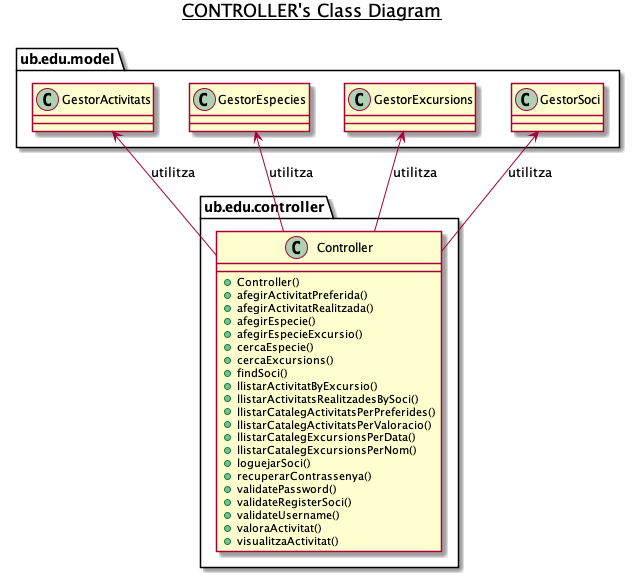 CONTROLLER's Class Diagram
ub.edu.model
C GestorActivitats
C GestorEspecies
C GestorExcursions
C GestorSoci
utilitza
utilitza
utilitza
utilitza
ub.edu.controller
C Controller
Controller()
afegirActivitatPreferida()
afegirActivitatRealitzada()
afegirEspecie()
afegirEspecieExcursio()
cercaEspecie()
cercaExcursions()
findSoci()
llistarActivitatByExcursio()
llistarActivitatsRealitzadesBySoci()
llistarCatalegActivitatsPerPreferides()
llistarCatalegActivitatsPerValoracio()
llistarCatalegExcursionsPerData()
llistarCatalegExcursionsPerNom()
loguejarSoci()
recuperarContrassenya()
validatePassword()
validateRegisterSoci()
validateUsername()
valoraActivitat()
visualitzaActivitat()